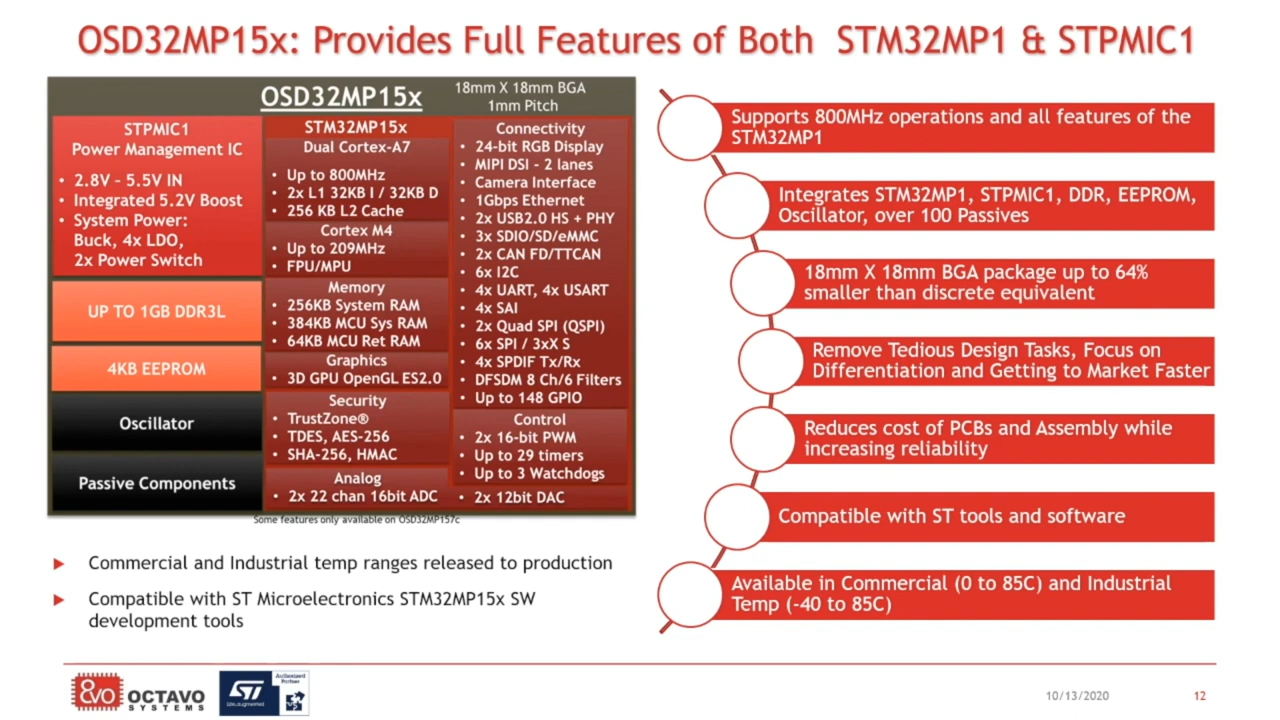 OSD32MP15x: Provides Full Features of Both STM32MP1 & STPMIC1
OSD32MP15x
18mm X 18mm BGA
1mm Pitch
STPMIC1
Power Management IC
• 2.8V – 5.5V IN
• Integrated 5.2V Boost
• System Power:
Buck, 4x LDO,
2x Power Switch
UP TO 1GB DDR3L
4KB EEPROM
Oscillator
Passive Components
STM32MP15x
Dual Cortex-A7
• Up to 800MHz
• 2x L1 32KB I / 32KB D
• 256 KB L2 Cache
Cortex M4
• Up to 209MHz
• FPU/MPU
Memory
• 256KB System RAM
• 384KB MCU Sys RAM
• 64KB MCU Ret RAM
Graphics
• 3D GPU OpenGL ES2.0
Security
• TrustZone®
• TDES, AES-256
• SHA-256, HMAC
Analog
• 2x 22 chan 16bit ADC
Connectivity
• 24-bit RGB Display
• MIPI DSI - 2 lanes
• Camera Interface
• 1Gbps Ethernet
• 2x USB2.0 HS + PHY
• 3x SDIO/SD/eMMC
• 2x CAN FD/TTCAN
• 6x I2C
• 4x UART, 4x USART
• 4x SAI
• 2x Quad SPI (QSPI)
• 6x SPI / 3xX S
• 4x SPDIF Tx/Rx
• DFSDM 8 Ch/6 Filters
• Up to 148 GPIO
Control
• 2x 16-bit PWM
• Up to 29 timers
• Up to 3 Watchdogs
• 2x 12bit DAC
Some features only available on OSD32MP157c
Commercial and Industrial temp ranges released to production
Compatible with ST Microelectronics STM32MP15x SW
development tools
Supports 800MHz operations and all features of the
STM32MP1
Integrates STM32MP1, STPMIC1, DDR, EEPROM,
Oscillator, over 100 Passives
18mm X 18mm BGA package up to 64%
smaller than discrete equivalent
Remove Tedious Design Tasks, Focus on
Differentiation and Getting to Market Faster
Reduces cost of PCBs and Assembly while
increasing reliability
Compatible with ST tools and software
Available in Commercial (0 to 85C) and Industrial
Temp (-40 to 85C)
8VO OCTAVO
SYSTEMS
ST
life.augmented
Authorized
Partner
10/13/2020
12